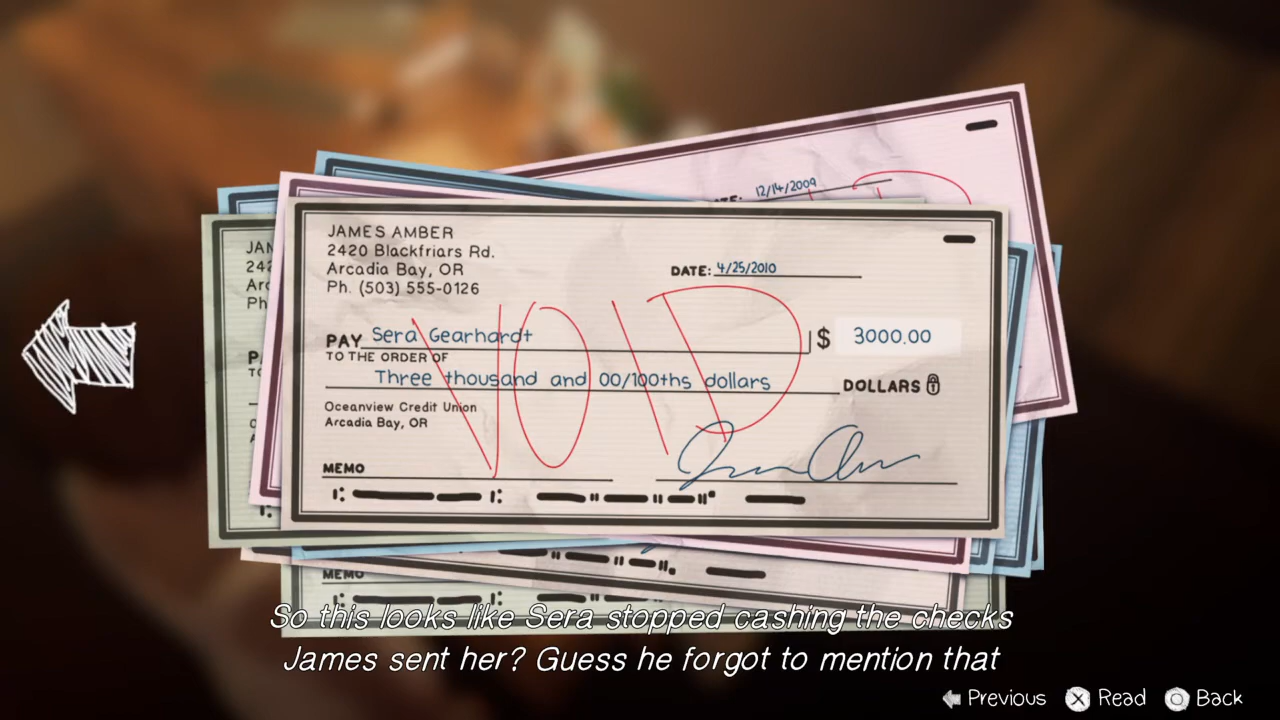 12/14/2009
JAMES AMBER
2420 Blackfriars Rd.
Arcadia Bay, OR
Ph. (503) 555-0126
DATE: 4/25/2010
PAY Sera Gearhardt $ 3000.00
TO THE ORDER OF
Three thousand and 00/100ths dollars DOLLARS
Oceanview Credit Union
Arcadia Bay, OR
VOID
MEMO
MEMO
So this looks like Sera stopped cashing the checks
James sent her? Guess he forgot to mention that
Previous Read Back